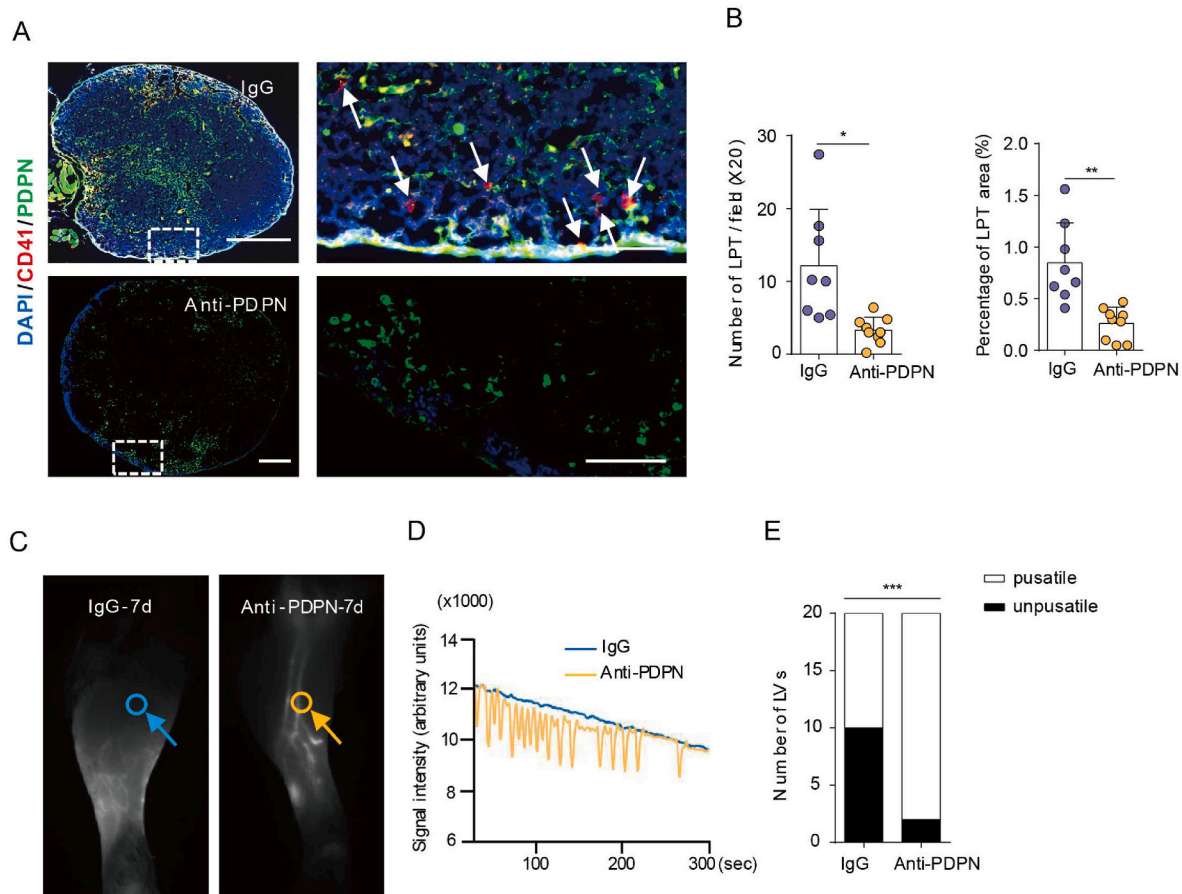 A
DAPI/CD41/PDPN
IgG
Anti-PDPN
B
Number of LPT / field (X20)
30
20
10
0
*
IgG
Anti-PDPN
Percentage of LPT area (%)
2.0
1.5
1.0
0.5
0.0
**
IgG
Anti-PDPN
C
IgG-7d
Anti-PDPN-7d
D
(x1000)
Signal intensity (arbitrary units)
14
12
10
8
6
IgG
Anti-PDPN
100
200
300 (sec)
E
Number of LVs
20
15
10
5
0
***
IgG
Anti-PDPN
pusatile
unpusatile